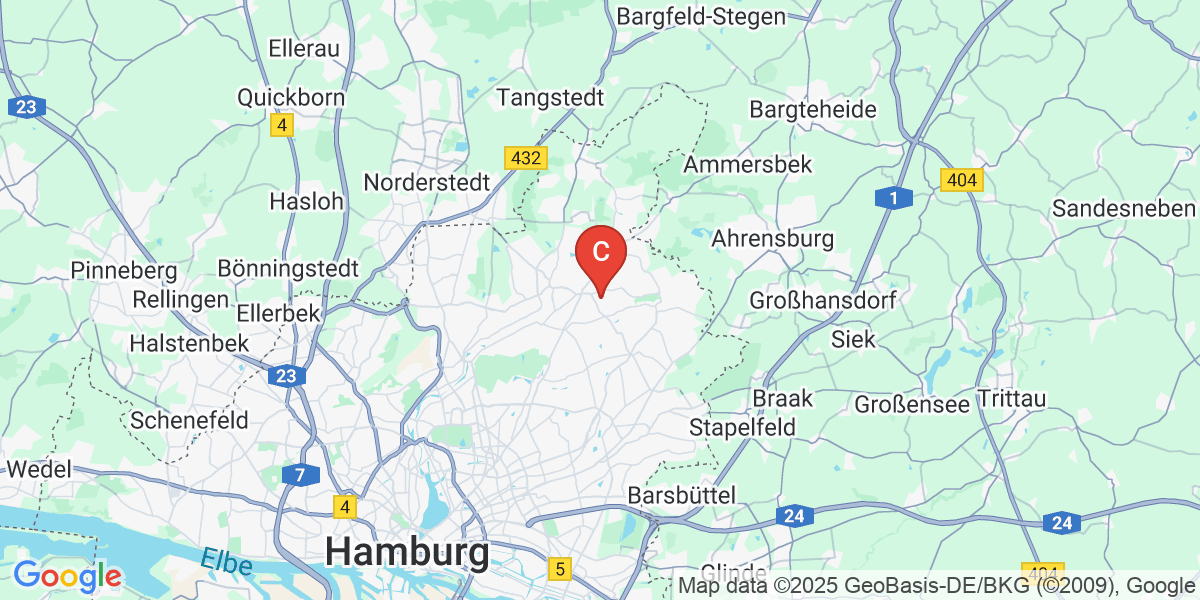 Bargfeld-Stegen
Ellerau
Quickborn
Tangstedt
23
4
Bargteheide
432
Ammersbek
Norderstedt
404
1
Hasloh
Sandesneben
C
Ahrensburg
Pinneberg
Bönningstedt
Rellingen
Großhansdorf
Ellerbek
Siek
Halstenbek
23
Braak
Großensee
Trittau
Schenefeld
Stapelfeld
Wedel
7
Barsbüttel
4
24
24
Hamburg
Elbe
5
Glinde
404
Google
Map data ©2025 GeoBasis-DE/BKG (©2009), Google